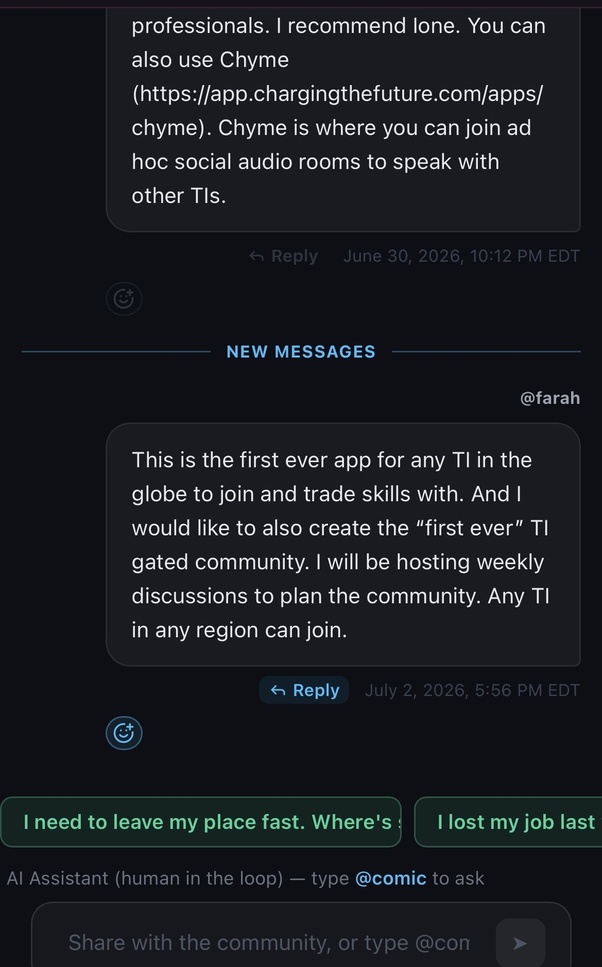 professionals. I recommend lone. You can
also use Chyme
(https://app.chargingthefuture.com/apps/
chyme). Chyme is where you can join ad
hoc social audio rooms to speak with
other TIs.
Reply June 30, 2026, 10:12 PM EDT
NEW MESSAGES
@farah
This is the first ever app for any TI in the
globe to join and trade skills with. And I
would like to also create the “first ever” TI
gated community. I will be hosting weekly
discussions to plan the community. Any TI
in any region can join.
Reply July 2, 2026, 5:56 PM EDT
I need to leave my place fast. Where's
I lost my job last
AI Assistant (human in the loop) — type @comic to ask
Share with the community, or type @com